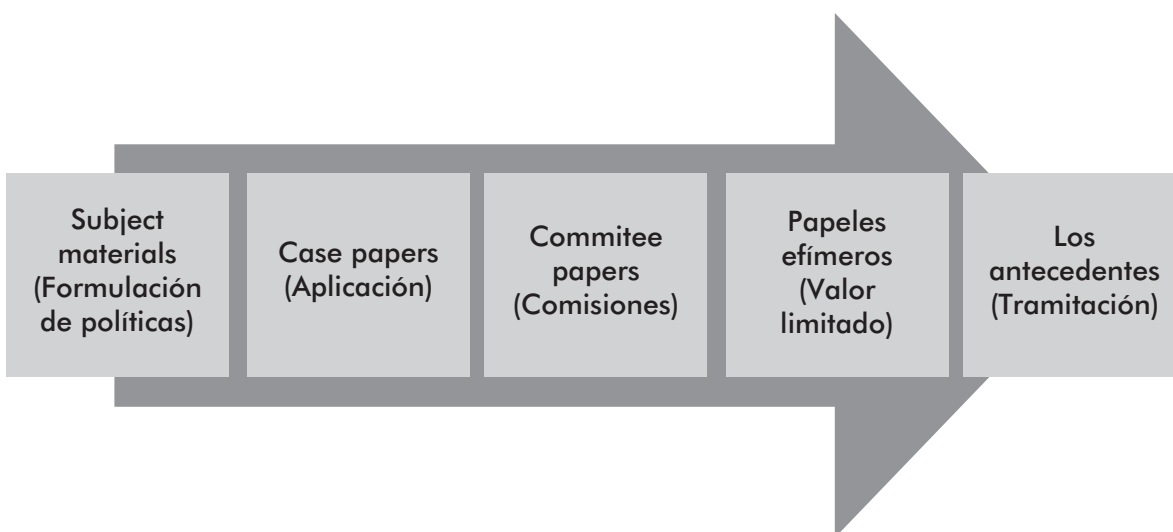 Subject
materials
(Formulación
de políticas)
Case papers
(Aplicación)
Commitee
papers
(Comisiones)
Papeles
efímeros
(Valor
limitado)
Los
antecedentes
(Tramitación)